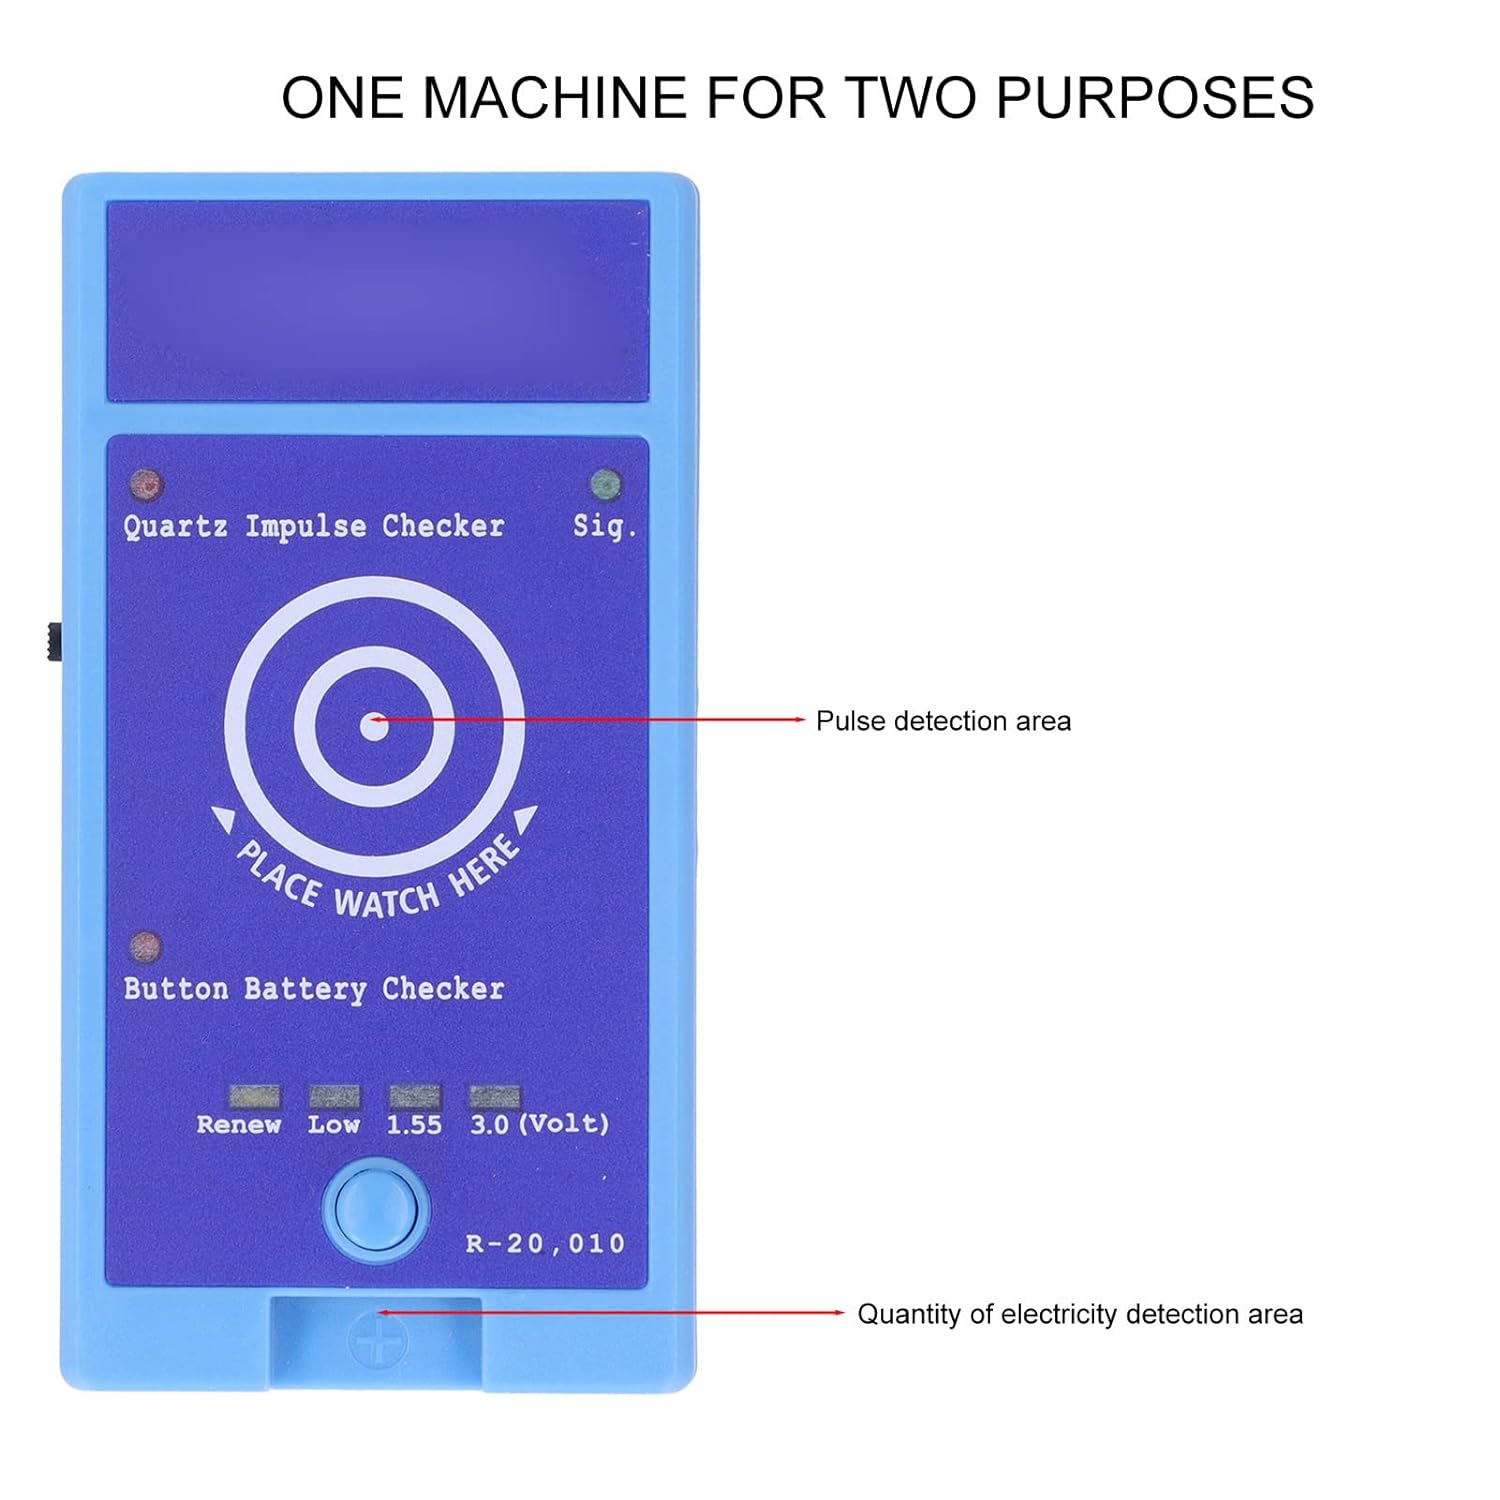 ONE MACHINE FOR TWO PURPOSES
Quartz Impulse Checker Sig.
Pulse detection area
PLACE WATCH HERE
Button Battery Checker
Renew Low 1.55 3.0 (Volt)
R-20,010
Quantity of electricity detection area